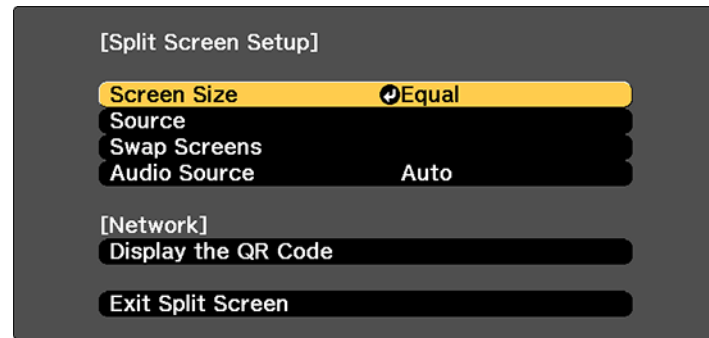 [Split Screen Setup]
Screen Size Equal
Source
Swap Screens
Audio Source Auto
[Network]
Display the QR Code
Exit Split Screen